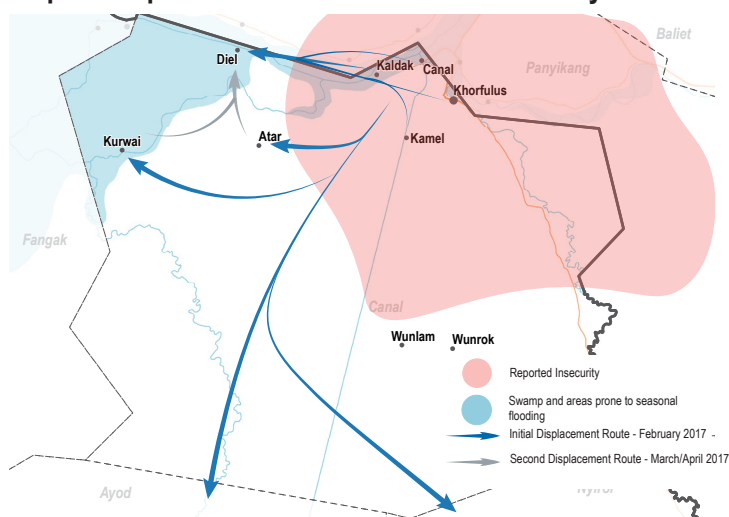 Baliet
Diel
Kaldak
Canal
Panyikang
Khorfulus
Kurwai
Atar
Kamel
Fangak
Canal
Wunlam
Wunrok
Reported Insecurity
Swamp and areas prone to seasonal
flooding
Initial Displacement Route - February 2017 -
Second Displacement Route - March/April 2017
Ayod